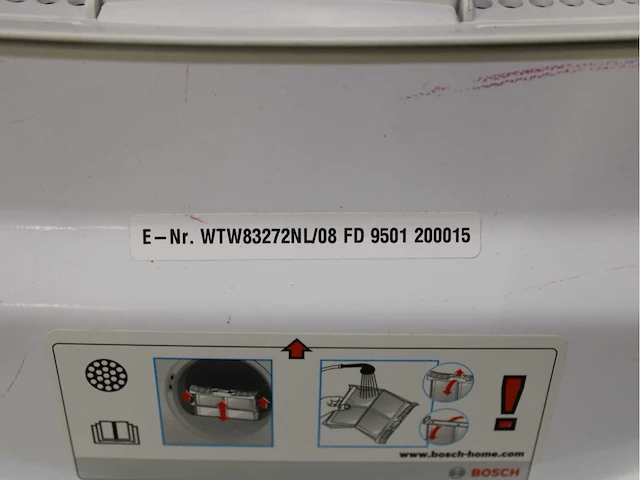 E-Nr. WTW83272NL/08 FD 9501 200015
www.bosch-home.com
BOSCH